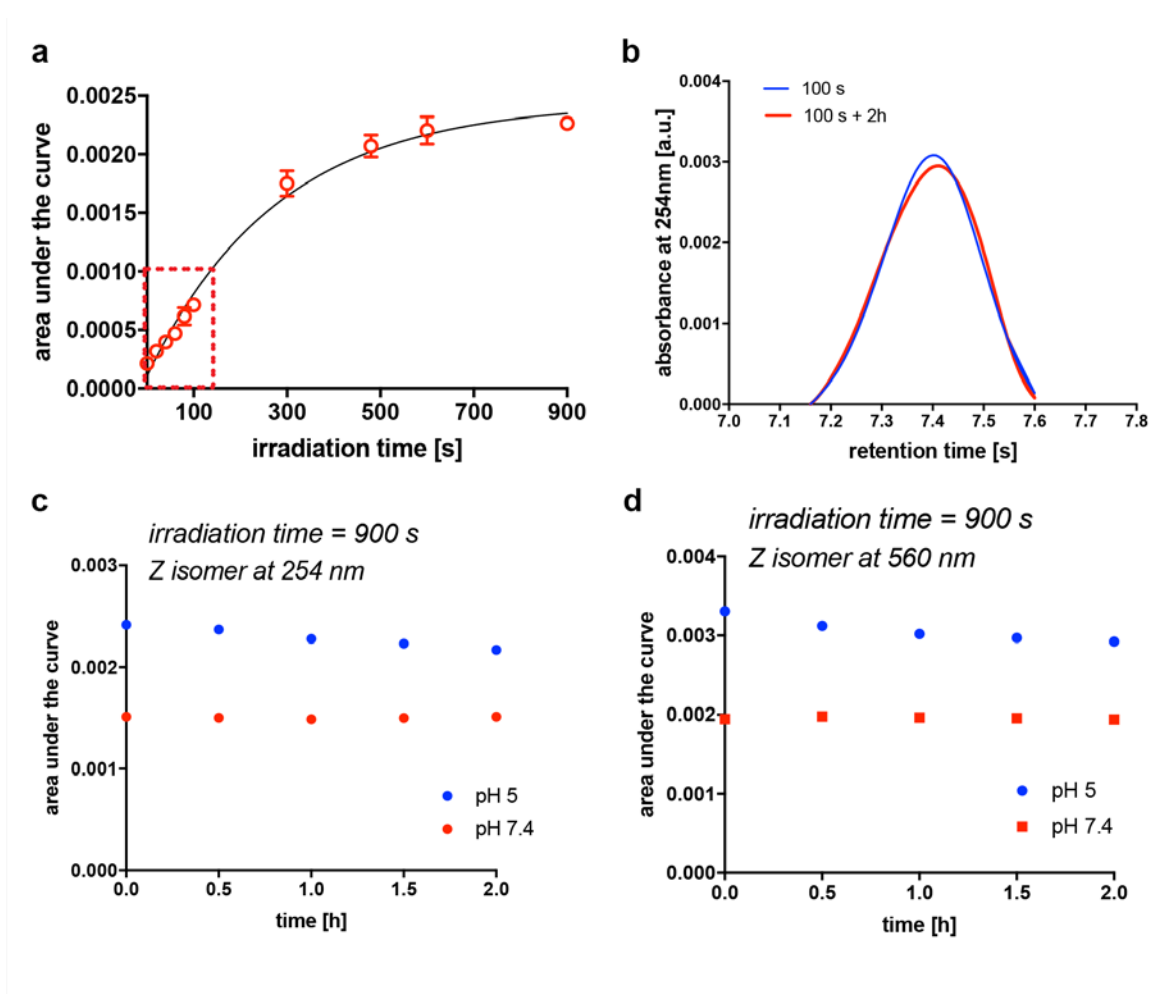 a
area under the curve
0.0025
0.0020
0.0015
0.0010
0.0005
0.0000
100 300 500 700 900
irradiation time [s]
b
absorbance at 254nm [a.u.]
0.004
0.003
0.002
0.001
0.000
100 s
100 s + 2h
7.0 7.1 7.2 7.3 7.4 7.5 7.6 7.7 7.8
retention time [s]
c
irradiation time = 900 s
Z isomer at 254 nm
area under the curve
0.003
0.002
0.001
0.000
pH 5
pH 7.4
0.0 0.5 1.0 1.5 2.0
time [h]
d
irradiation time = 900 s
Z isomer at 560 nm
area under the curve
0.004
0.003
0.002
0.001
0.000
pH 5
pH 7.4
0.0 0.5 1.0 1.5 2.0
time [h]